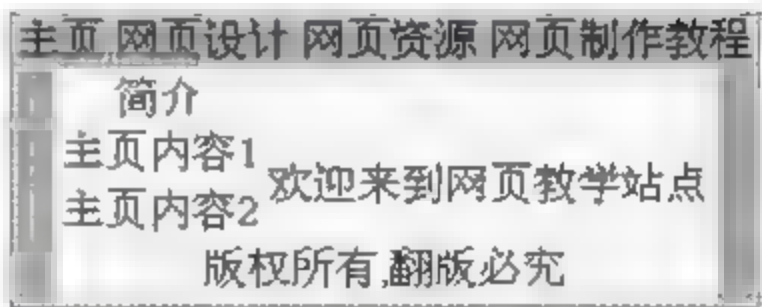 主页 网页设计 网页资源 网页制作教程
简介
主页内容1
欢迎来到网页教学站点
主页内容2
版权所有,翻版必究